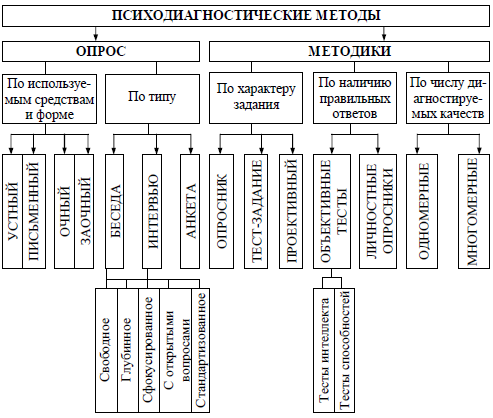 ПСИХОДИАГНОСТИЧЕСКИЕ МЕТОДЫ
ОПРОС
МЕТОДИКИ
По используе-
мым средствам
и форме
По типу
По характеру
задания
По наличию
правильных
ответов
По числу ди-
агностируе-
мых качеств
УСТНЫЙ
ПИСЬМЕННЫЙ
ОЧНЫЙ
ЗАОЧНЫЙ
БЕСЕДА
ИНТЕРВЬЮ
АНКЕТА
ОПРОСНИК
ТЕСТ-ЗАДАНИЕ
ПРОЕКТИВНЫЙ
ОБЪЕКТИВНЫЕ
ТЕСТЫ
ЛИЧНОСТНЫЕ
ОПРОСНИКИ
ОДНОМЕРНЫЕ
МНОГОМЕРНЫЕ
Свободное
Глубинное
Сфокусированное
С открытыми
вопросами
Стандартизованное
Тесты интеллекта
Тесты способностей